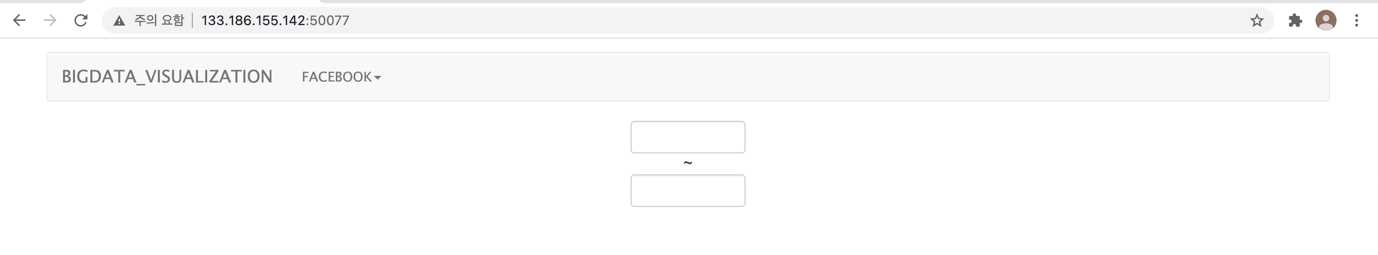 주의 요함 133.186.155.142:50077
BIGDATA_VISUALIZATION FACEBOOK
~